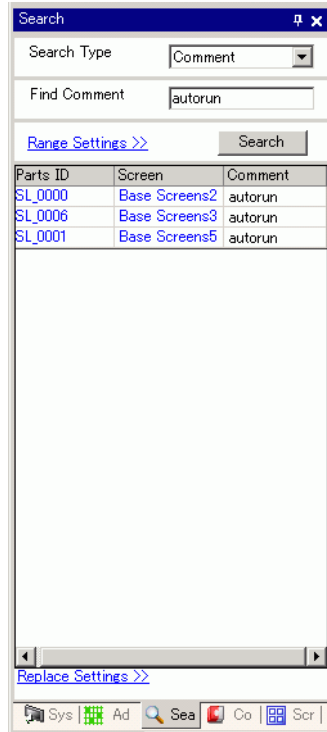 Search
Search Type Comment
Find Comment autorun
Range Settings >> Search
Parts ID Screen Comment
SL_0000 Base Screens2 autorun
SL_0006 Base Screens3 autorun
SL_0001 Base Screens5 autorun
Replace Settings >>
Sys Ad Sea Co Scr